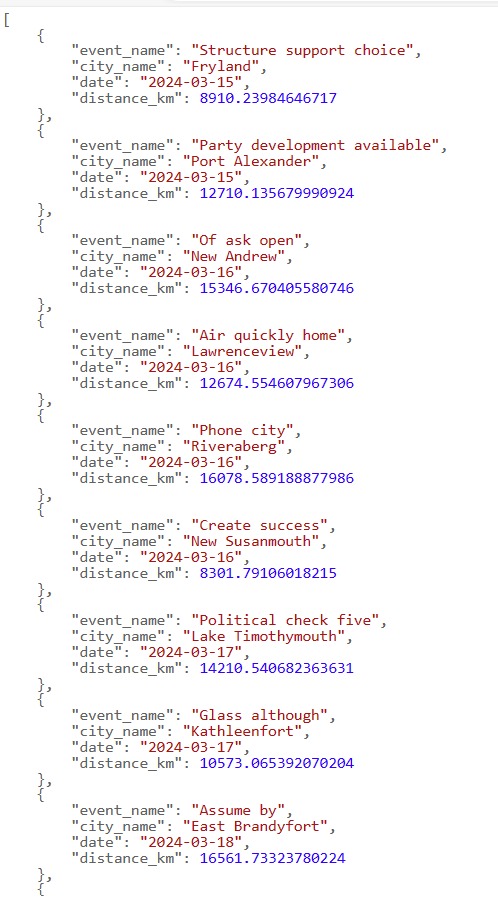 [
    {
        "event_name": "Structure support choice",
        "city_name": "Fryland",
        "date": "2024-03-15",
        "distance_km": 8910.23984646717
    },
    {
        "event_name": "Party development available",
        "city_name": "Port Alexander",
        "date": "2024-03-15",
        "distance_km": 12710.135679990924
    },
    {
        "event_name": "Of ask open",
        "city_name": "New Andrew",
        "date": "2024-03-16",
        "distance_km": 15346.670405580746
    },
    {
        "event_name": "Air quickly home",
        "city_name": "Lawrenceview",
        "date": "2024-03-16",
        "distance_km": 12674.554607967306
    },
    {
        "event_name": "Phone city",
        "city_name": "Riveraberg",
        "date": "2024-03-16",
        "distance_km": 16078.589188877986
    },
    {
        "event_name": "Create success",
        "city_name": "New Susanmouth",
        "date": "2024-03-16",
        "distance_km": 8301.79106018215
    },
    {
        "event_name": "Political check five",
        "city_name": "Lake Timothymouth",
        "date": "2024-03-17",
        "distance_km": 14210.540682363631
    },
    {
        "event_name": "Glass although",
        "city_name": "Kathleenfort",
        "date": "2024-03-17",
        "distance_km": 10573.065392070204
    },
    {
        "event_name": "Assume by",
        "city_name": "East Brandyfort",
        "date": "2024-03-18",
        "distance_km": 16561.73323780224
    },
    {